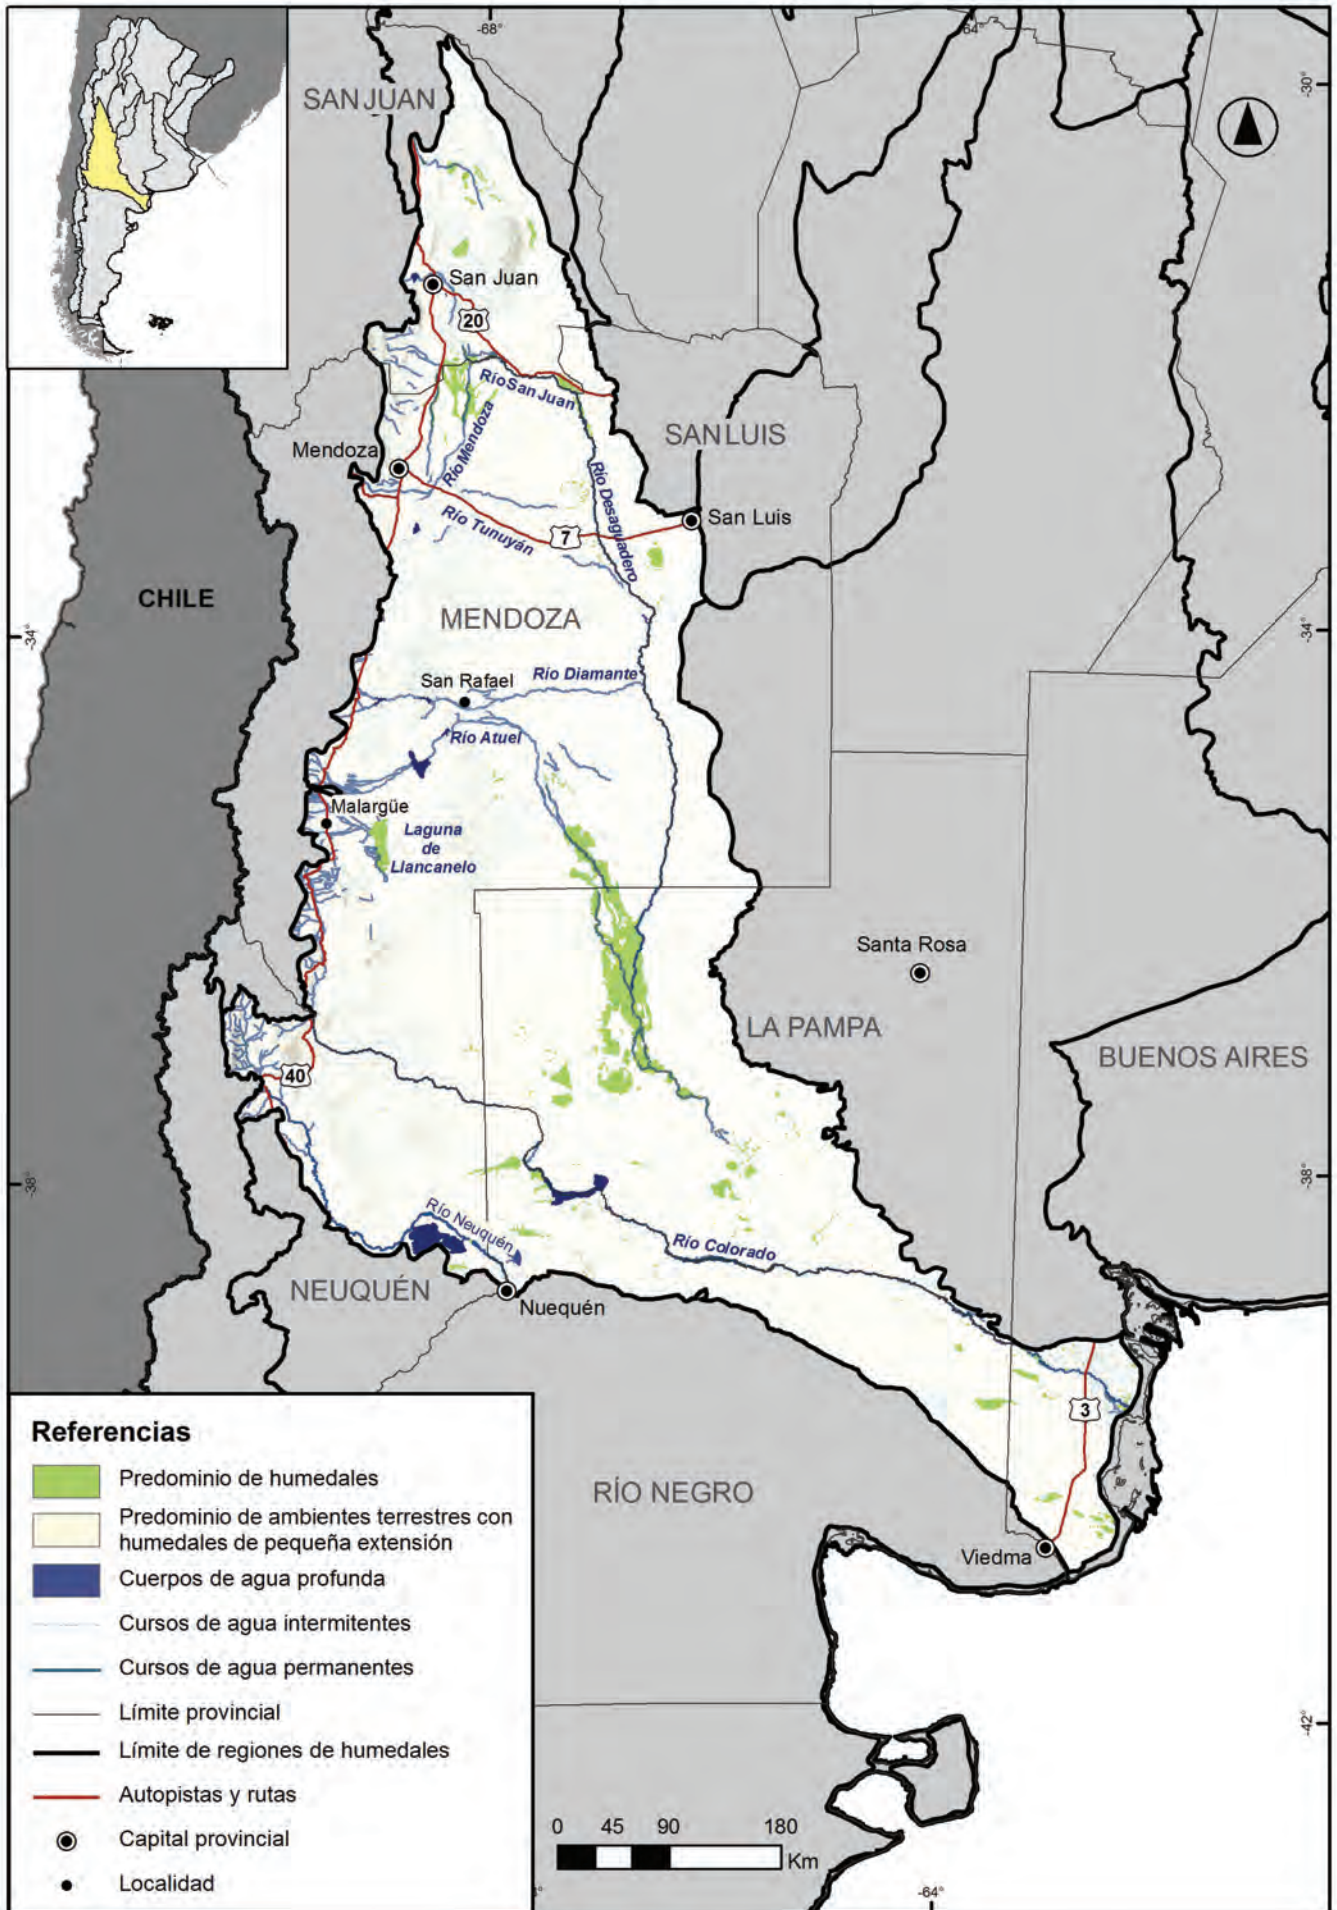 -68°
-64°
-30°
SAN JUAN
San Juan
20
Río San Juan
Río Mendoza
SAN LUIS
Mendoza
Río Desaguadero
San Luis
Río Tunuyán
7
CHILE
MENDOZA
-34°
-34°
San Rafael
Río Diamante
Río Atuel
Malargüe
Laguna
de
Llancanelo
Santa Rosa
LA PAMPA
BUENOS AIRES
40
-38°
-38°
Río Neuquén
Río Colorado
NEUQUÉN
Nuequén
3
RÍO NEGRO
Viedma
Referencias
Predominio de humedales
Predominio de ambientes terrestres con
humedales de pequeña extensión
Cuerpos de agua profunda
Cursos de agua intermitentes
Cursos de agua permanentes
Límite provincial
Límite de regiones de humedales
Autopistas y rutas
Capital provincial
Localidad
-42°
0 45 90 180
Km
-64°